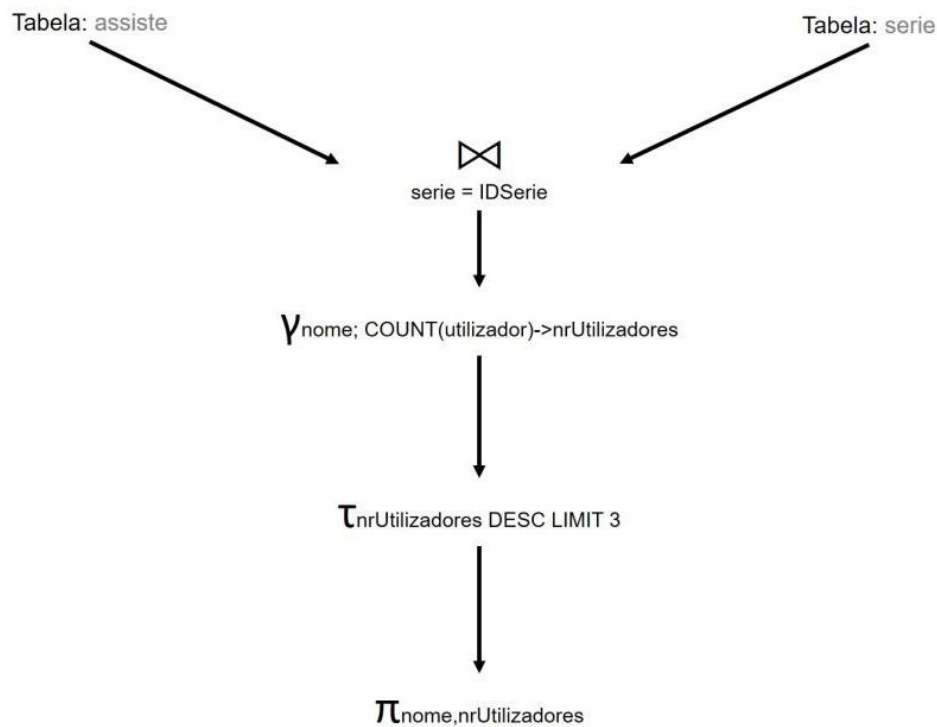 Tabela: assiste
Tabela: serie
⋈
serie = IDSerie
γnome; COUNT(utilizador)->nrUtilizadores
τnrUtilizadores DESC LIMIT 3
πnome,nrUtilizadores